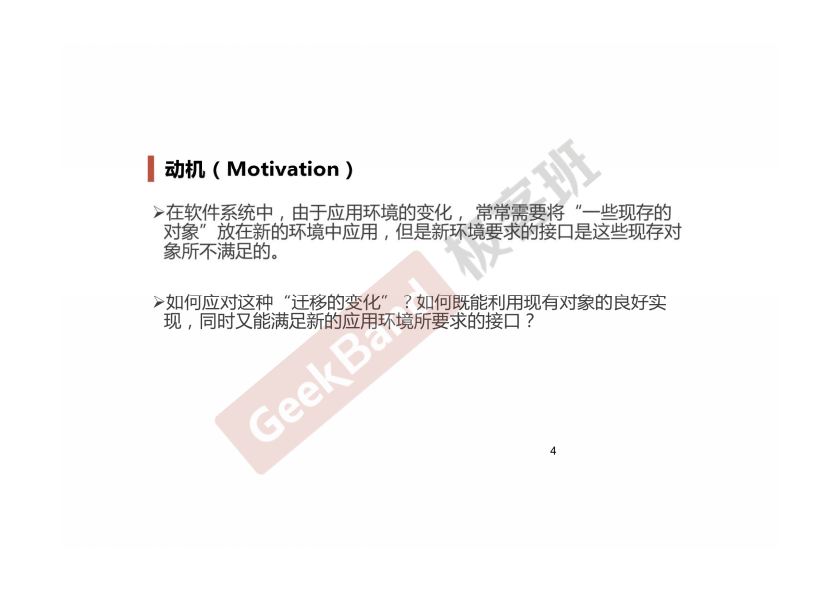 动机（Motivation）
➢在软件系统中，由于应用环境的变化， 常常需要将“一些现存的
对象”放在新的环境中应用，但是新环境要求的接口是这些现存对
象所不满足的。
➢如何应对这种“迁移的变化”？如何既能利用现有对象的良好实
现，同时又能满足新的应用环境所要求的接口？
GeekBand 极客班
4